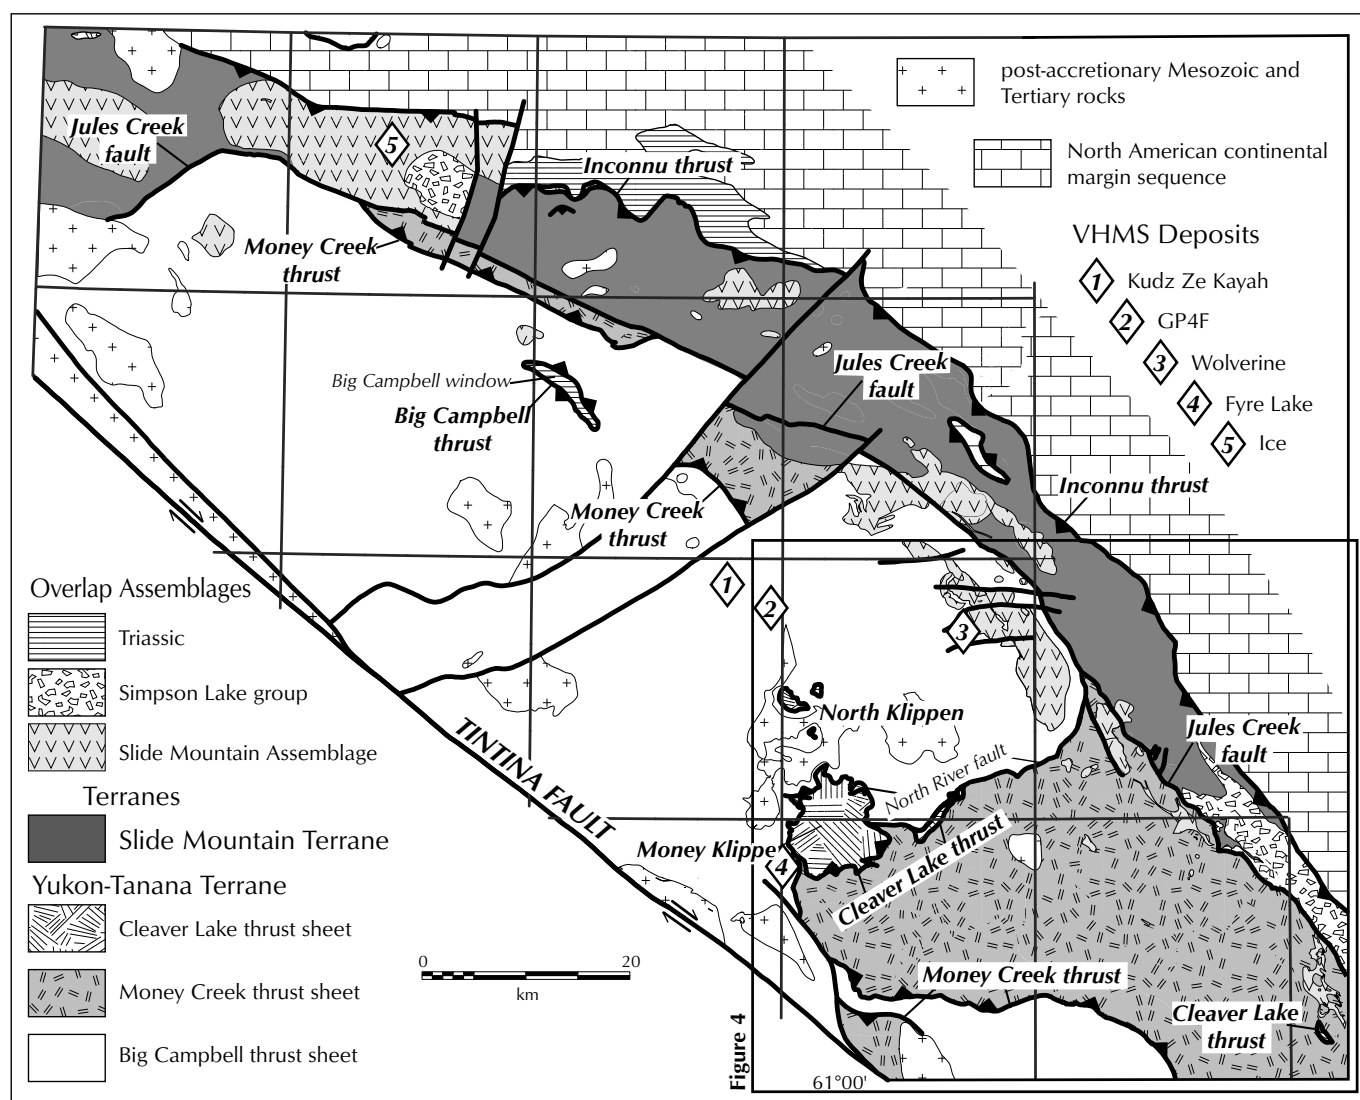 post-accretionary Mesozoic and
Tertiary rocks
North American continental
margin sequence
VHMS Deposits
1 Kudz Ze Kayah
2 GP4F
3 Wolverine
4 Fyre Lake
5 Ice
Jules Creek
fault
5
Inconnu thrust
Money Creek
thrust
Big Campbell window
Big Campbell
thrust
Jules Creek
fault
Inconnu thrust
Money Creek
thrust
1
2
3
North Klippen
Jules Creek
fault
North River fault
TINTINA FAULT
Money Klippe
4
Cleaver Lake thrust
Money Creek thrust
Cleaver Lake
thrust
Figure 4
61°00'
0 20
km
Overlap Assemblages
Triassic
Simpson Lake group
Slide Mountain Assemblage
Terranes
Slide Mountain Terrane
Yukon-Tanana Terrane
Cleaver Lake thrust sheet
Money Creek thrust sheet
Big Campbell thrust sheet